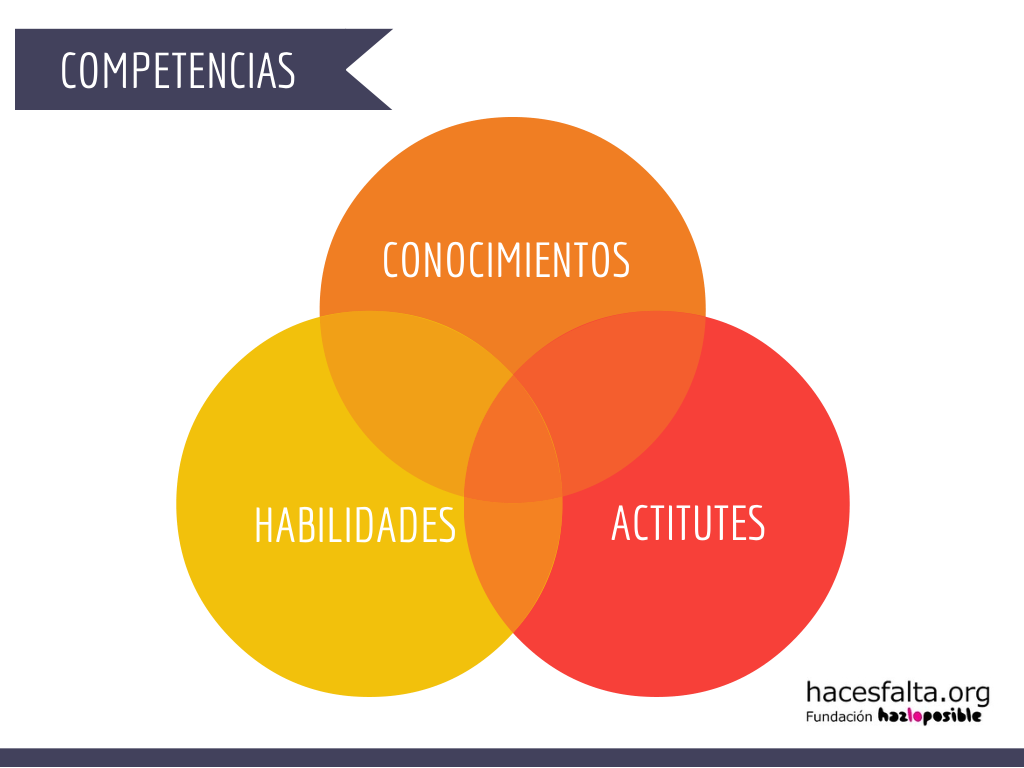 COMPETENCIAS
CONOCIMIENTOS
HABILIDADES
ACTITUTES
hacesfalta.org
Fundación hazloposible